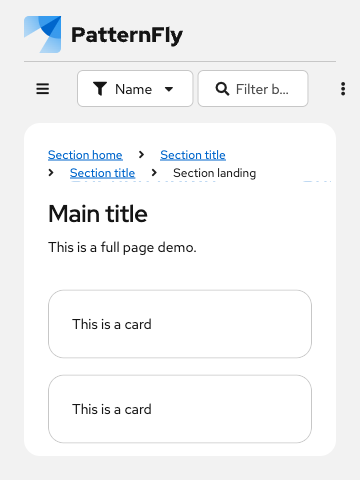 PatternFly
Name Filter b...
Section home Section title
Section title Section landing
Main title
This is a full page demo.
This is a card
This is a card